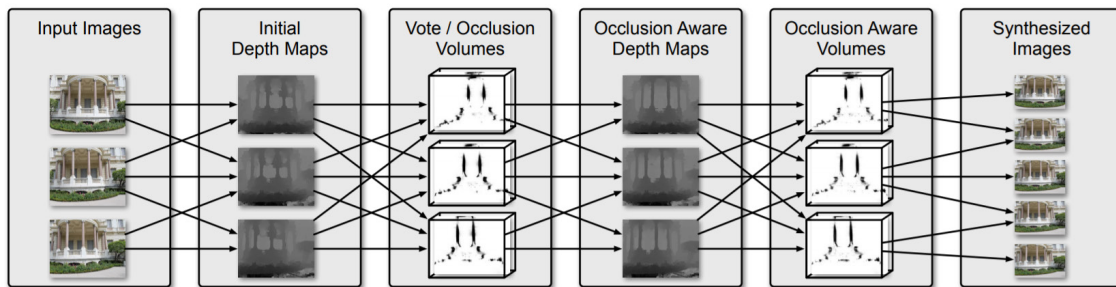 Input Images
Initial
Depth Maps
Vote / Occlusion
Volumes
Occlusion Aware
Depth Maps
Occlusion Aware
Volumes
Synthesized
Images